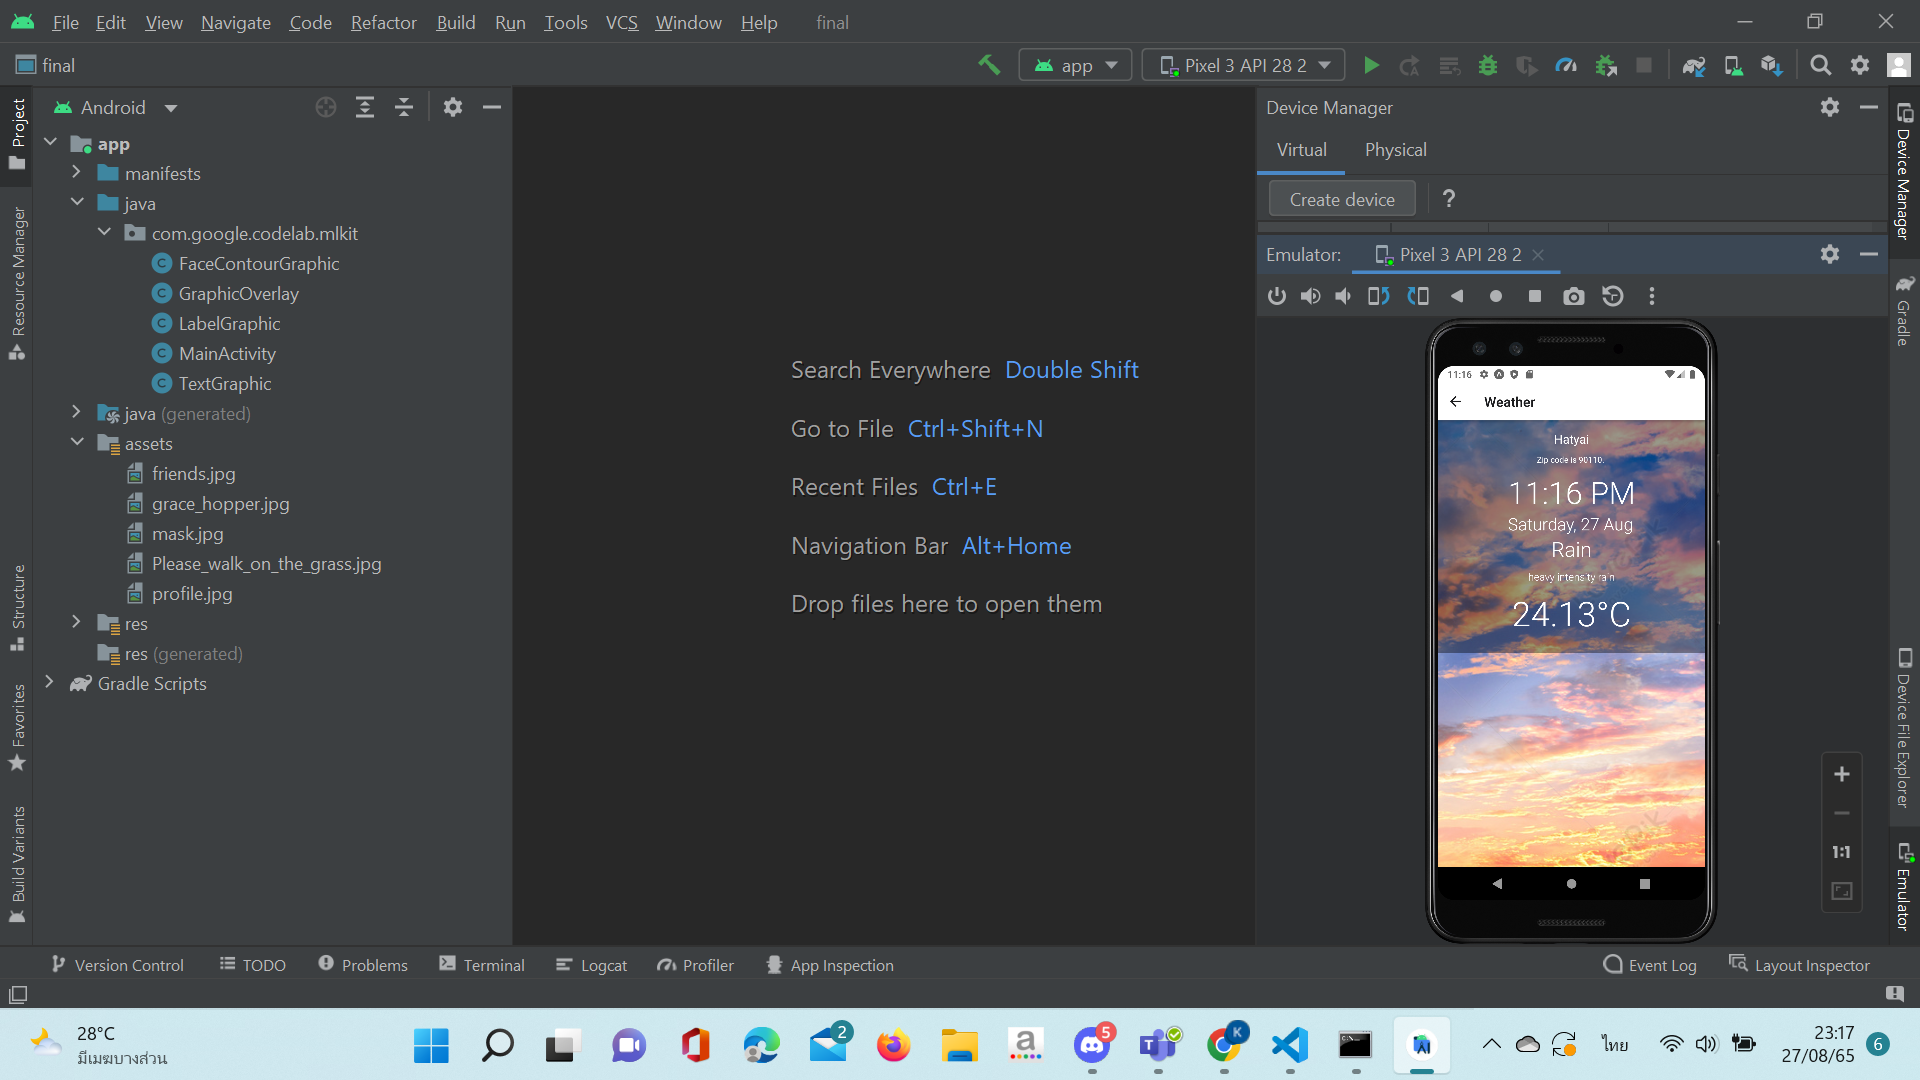 File Edit View Navigate Code Refactor Build Run Tools VCS Window Help final
final
app
Pixel 3 API 28 2
Project
Resource Manager
Structure
Favorites
Build Variants
Android
app
manifests
java
com.google.codelab.mlkit
FaceContourGraphic
GraphicOverlay
LabelGraphic
MainActivity
TextGraphic
java (generated)
assets
friends.jpg
grace_hopper.jpg
mask.jpg
Please_walk_on_the_grass.jpg
profile.jpg
res
res (generated)
Gradle Scripts
Search Everywhere Double Shift
Go to File Ctrl+Shift+N
Recent Files Ctrl+E
Navigation Bar Alt+Home
Drop files here to open them
Device Manager
Virtual Physical
Create device ?
Emulator: Pixel 3 API 28 2
11:16
Weather
Hatyai
Zip code is 90110.
11:16 PM
Saturday, 27 Aug
Rain
heavy intensity rain
24.13°C
1:1
Device Manager
Gradle
Device File Explorer
Emulator
Version Control TODO Problems Terminal Logcat Profiler App Inspection Event Log Layout Inspector
28°C
มีเมฆบางส่วน
2
a
5
T
K
C:\
AI
ไทย
23:17
27/08/65
6